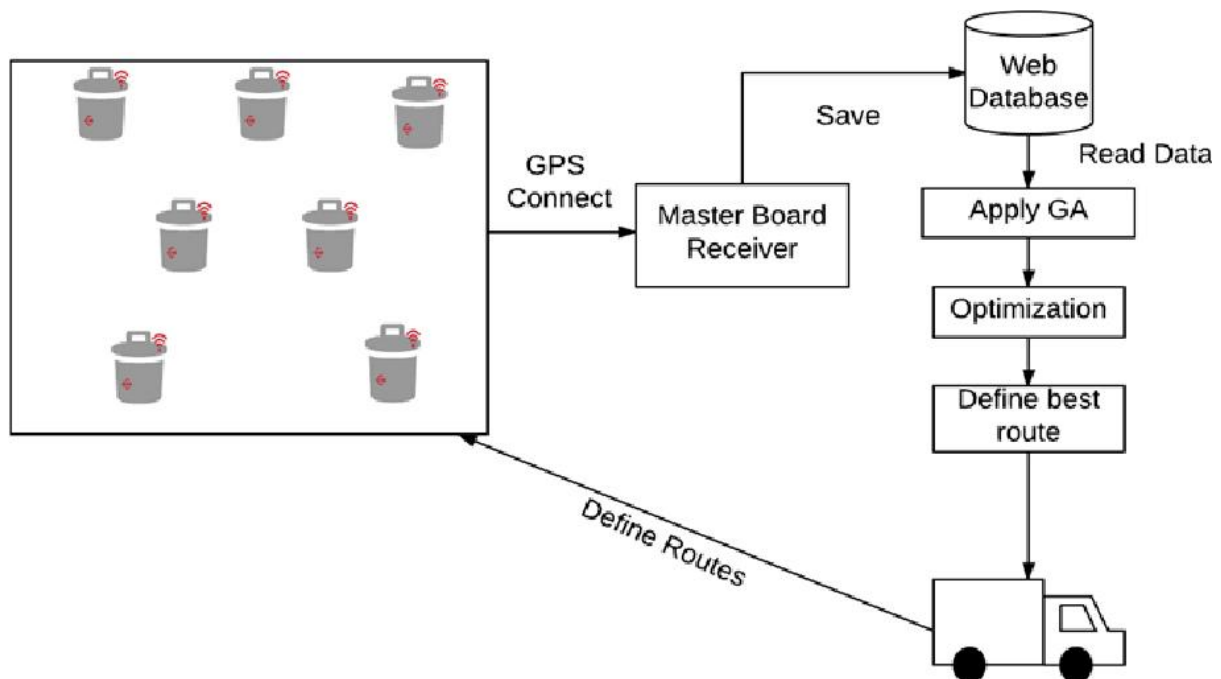 GPS
Connect
Master Board
Receiver
Save
Web
Database
Read Data
Apply GA
Optimization
Define best
route
Define Routes